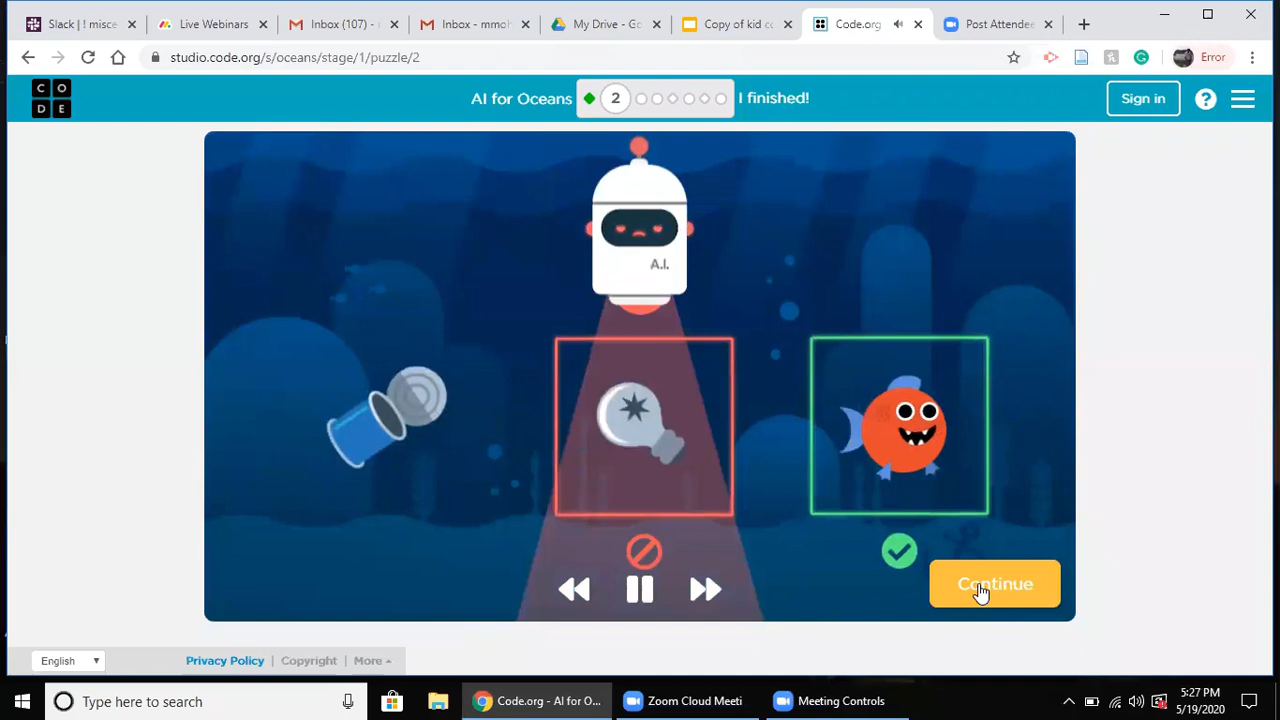 Slack | ! misce
Live Webinars
Inbox (107) -
Inbox - mmoh
My Drive - Go
Copy of kid cc
Code.org
Post Attendee
studio.code.org/s/oceans/stage/1/puzzle/2
Error
C O
D E
AI for Oceans
2
I finished!
Sign in
?
A.I.
Continue
English
Privacy Policy | Copyright | More
Type here to search
Code.org - AI for O...
Zoom Cloud Meeti
Meeting Controls
5:27 PM
5/19/2020